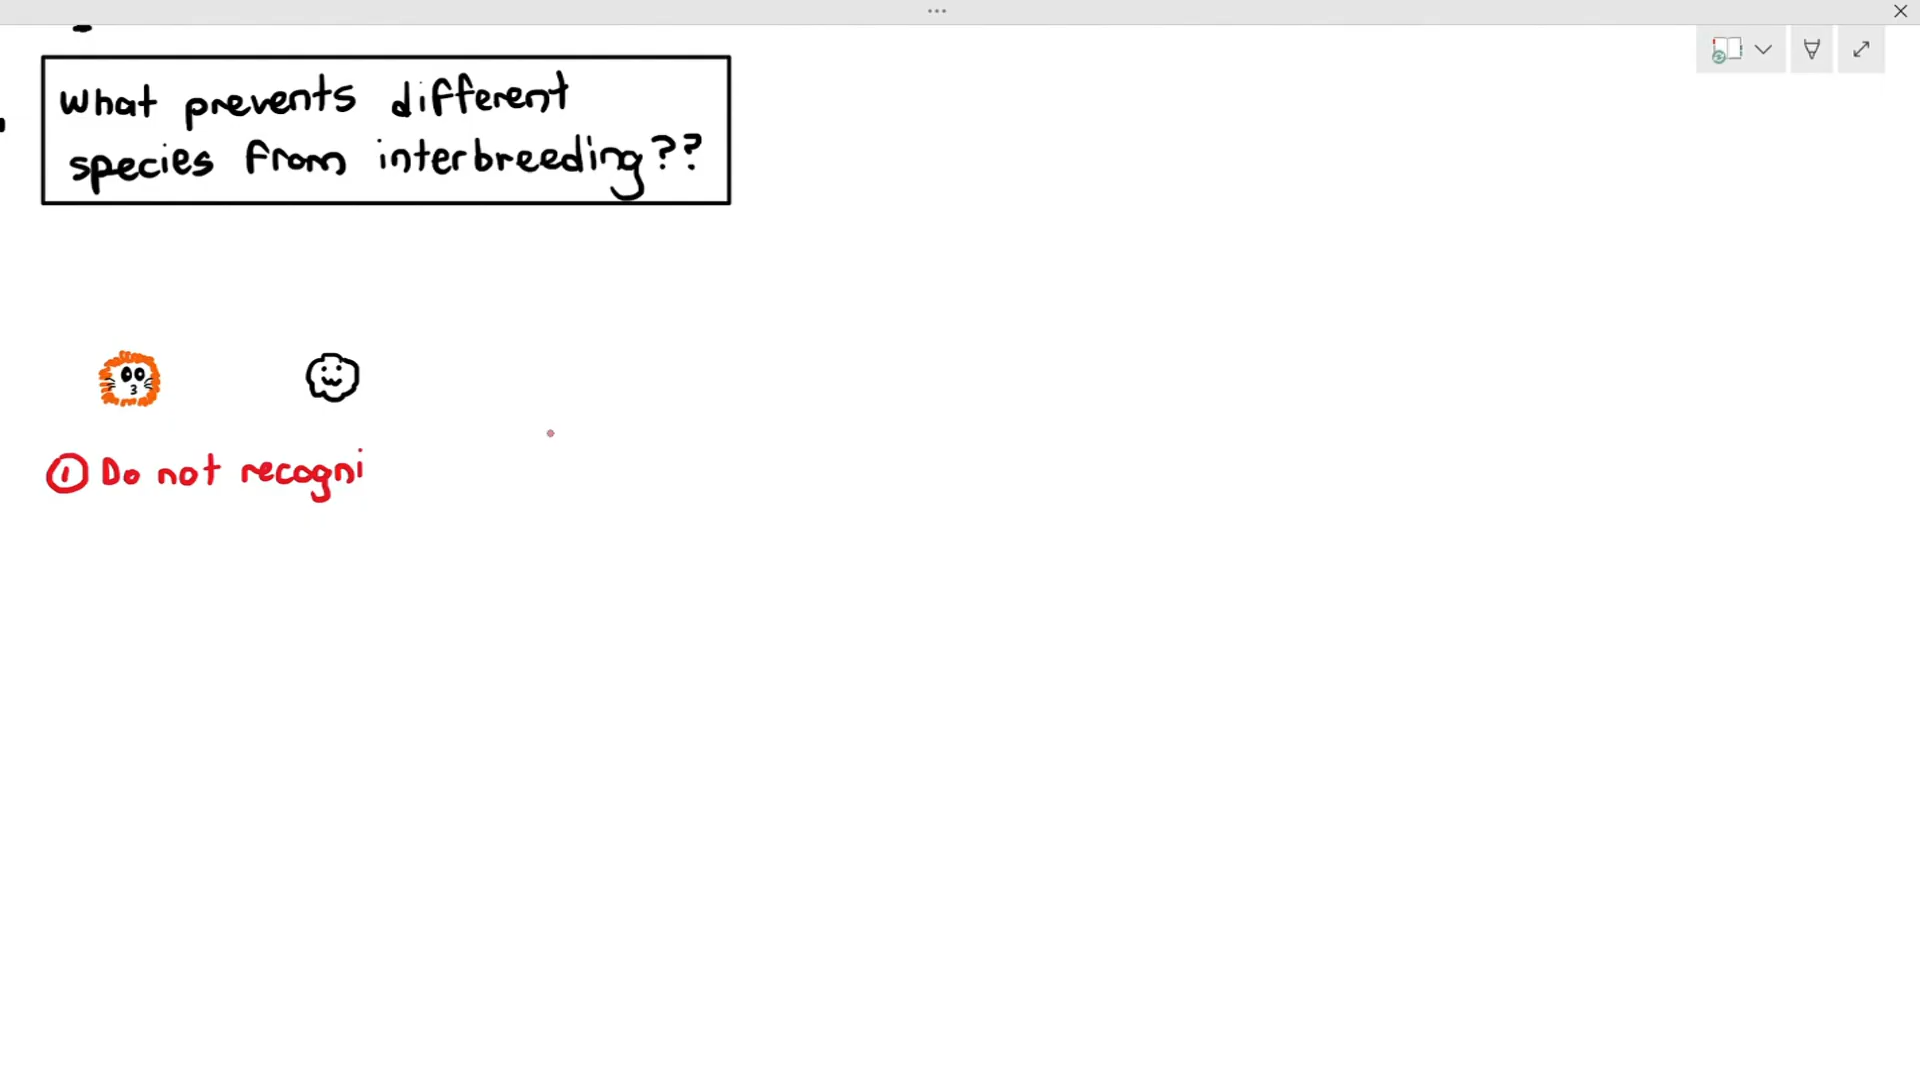 What prevents different
species from interbreeding??
① Do not recogni